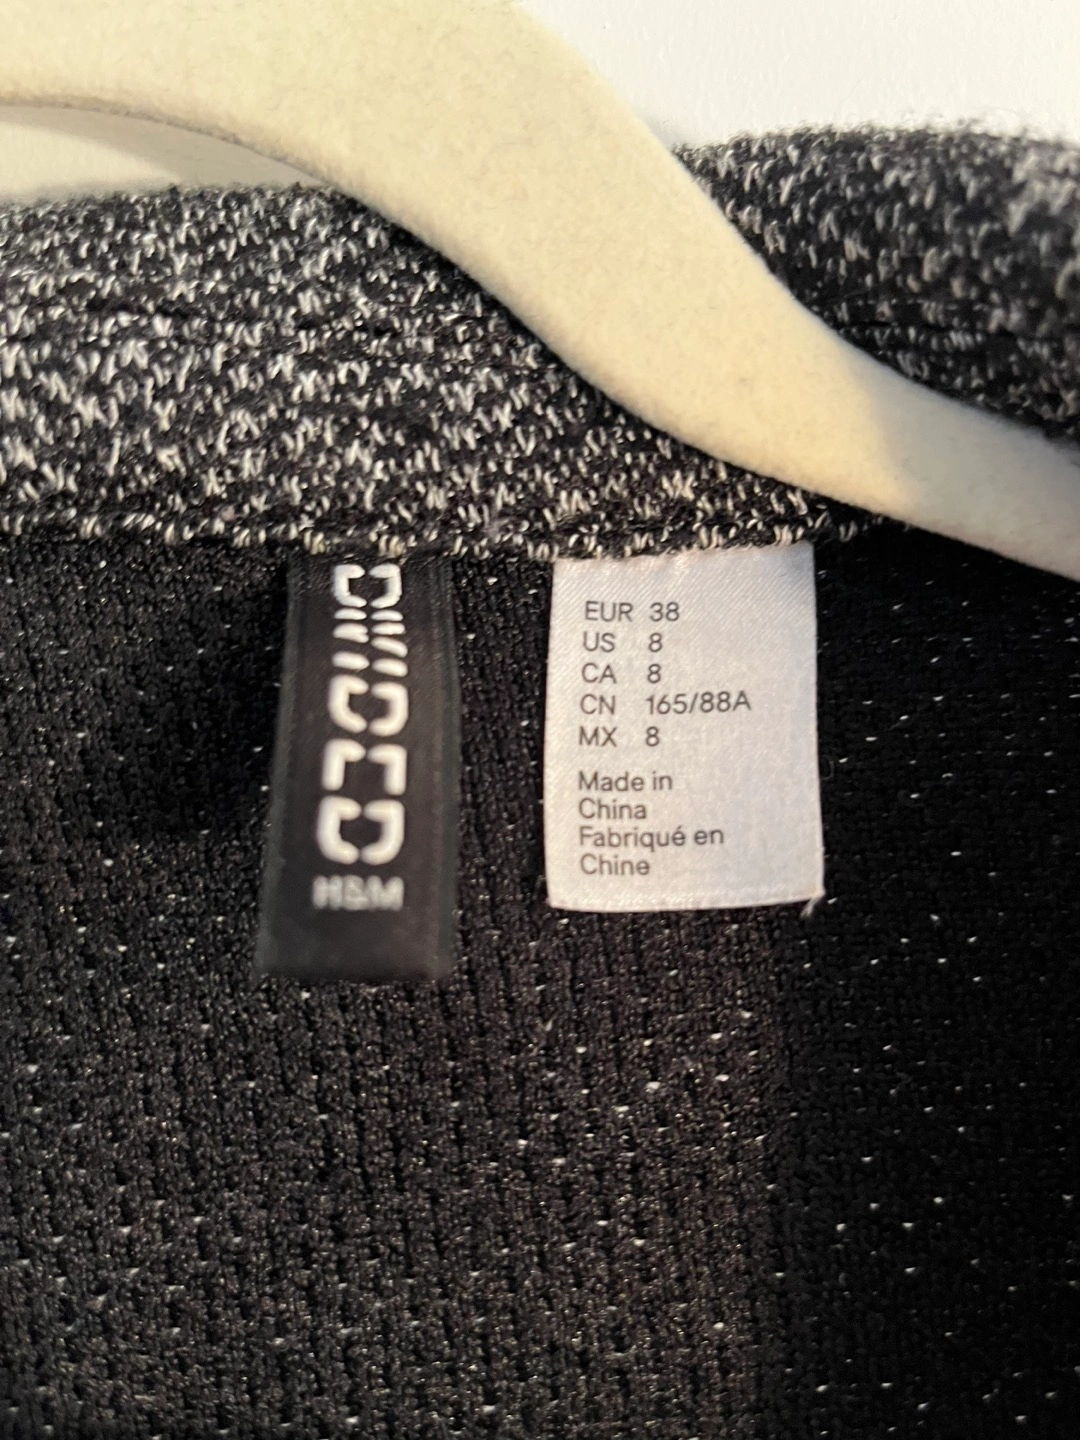 DIVIDED
H&M
EUR 38
US 8
CA 8
CN 165/88A
MX 8
Made in
China
Fabriqué en
Chine